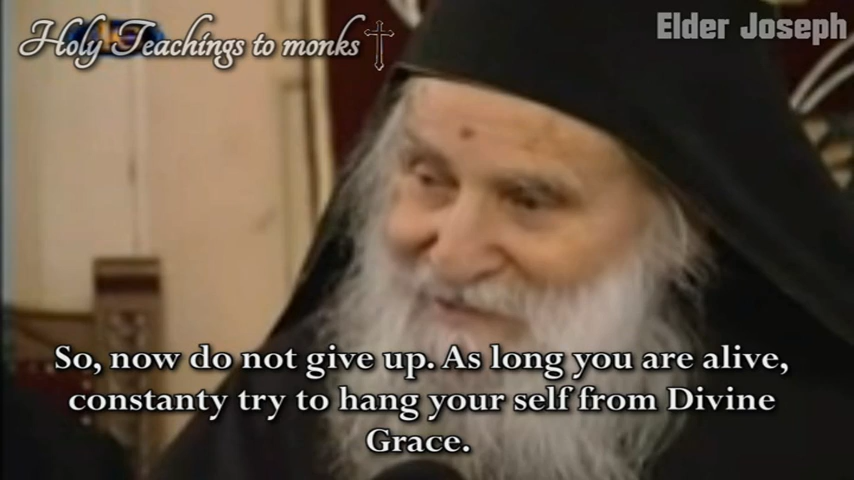 Holy Teachings to monks
Elder Joseph
So, now do not give up. As long you are alive,
constanty try to hang your self from Divine
Grace.